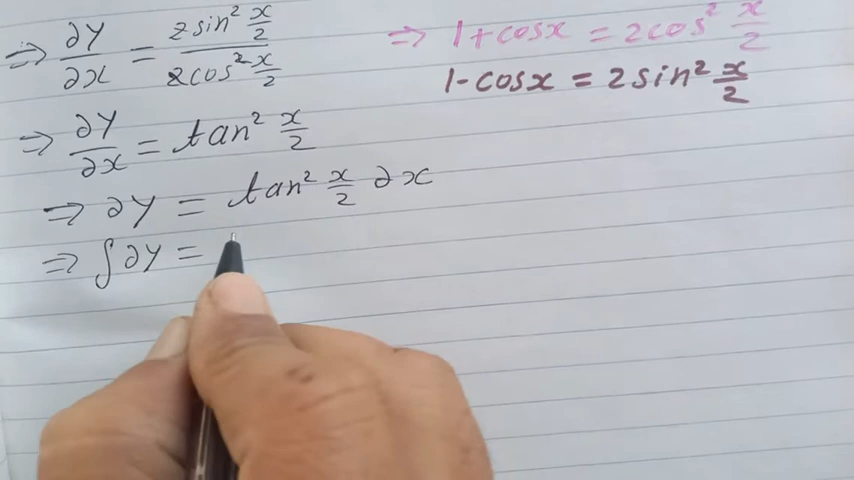 ⇒ ∂y/∂x = 2sin² x/2 / 2cos² x/2
⇒ 1+cosx = 2cos² x/2
1-cosx = 2sin² x/2
⇒ ∂y/∂x = tan² x/2
⇒ ∂y = tan² x/2 ∂x
⇒ ∫∂y =